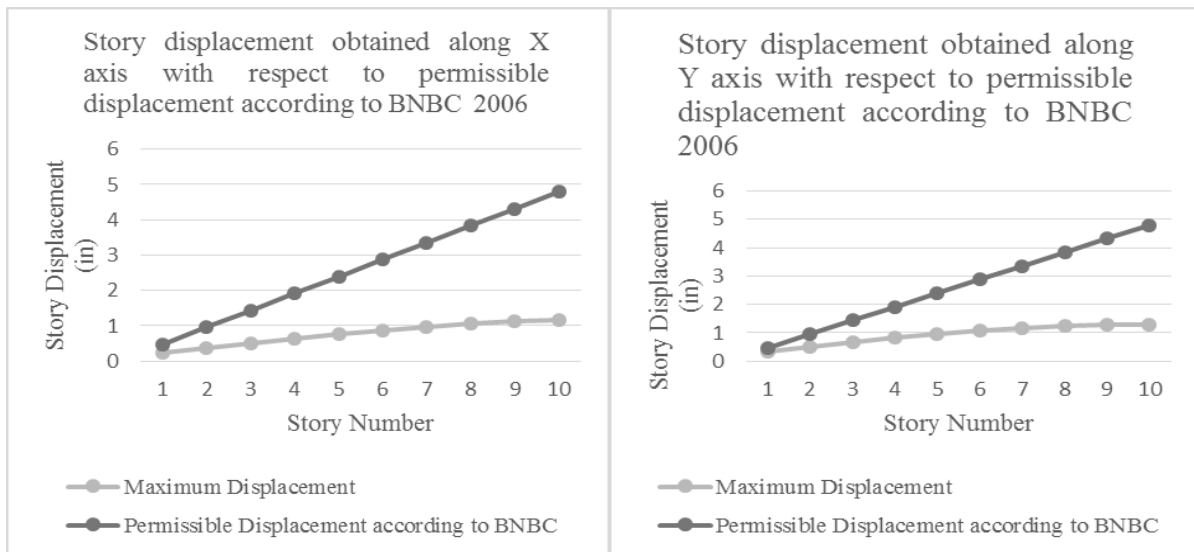 Story displacement obtained along X
axis with respect to permissible
displacement according to BNBC 2006
Story Displacement
(in)
6
5
4
3
2
1
0
1 2 3 4 5 6 7 8 9 10
Story Number
Maximum Displacement
Permissible Displacement according to BNBC
Story displacement obtained along
Y axis with respect to permissible
displacement according to BNBC
2006
Story Displacement
(in)
6
5
4
3
2
1
0
1 2 3 4 5 6 7 8 9 10
Story Number
Maximum Displacement
Permissible Displacement according to BNBC